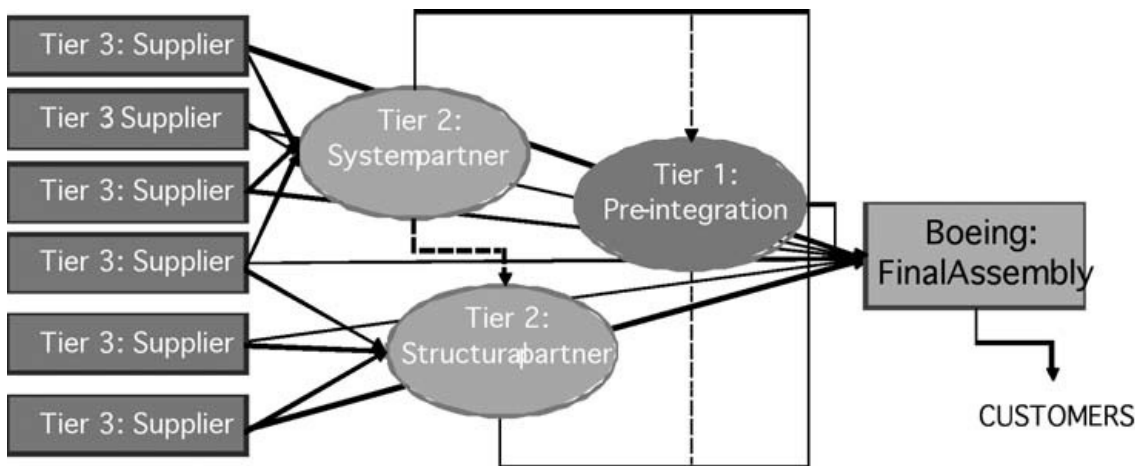 Tier 3: Supplier
Tier 3 Supplier
Tier 3: Supplier
Tier 3: Supplier
Tier 3: Supplier
Tier 3: Supplier
Tier 2:
Systempartner
Tier 2:
Structuralpartner
Tier 1:
Pre-integration
Boeing:
FinalAssembly
CUSTOMERS